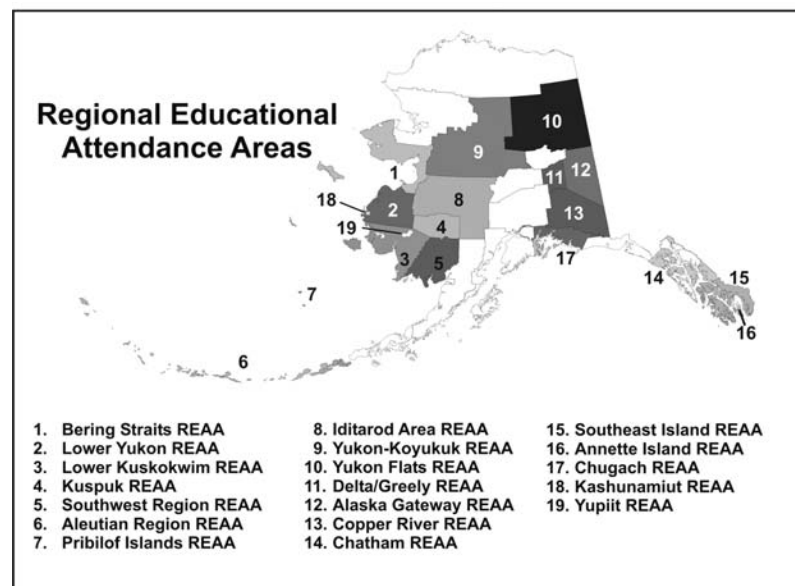 Regional Educational
Attendance Areas
10
9
1
12
11
18
2
8
13
19
4
3
5
17
14
15
7
16
6
1. Bering Straits REAA
2. Lower Yukon REAA
3. Lower Kuskokwim REAA
4. Kuspuk REAA
5. Southwest Region REAA
6. Aleutian Region REAA
7. Pribilof Islands REAA
8. Iditarod Area REAA
9. Yukon-Koyukuk REAA
10. Yukon Flats REAA
11. Delta/Greely REAA
12. Alaska Gateway REAA
13. Copper River REAA
14. Chatham REAA
15. Southeast Island REAA
16. Annette Island REAA
17. Chugach REAA
18. Kashunamiut REAA
19. Yupiit REAA